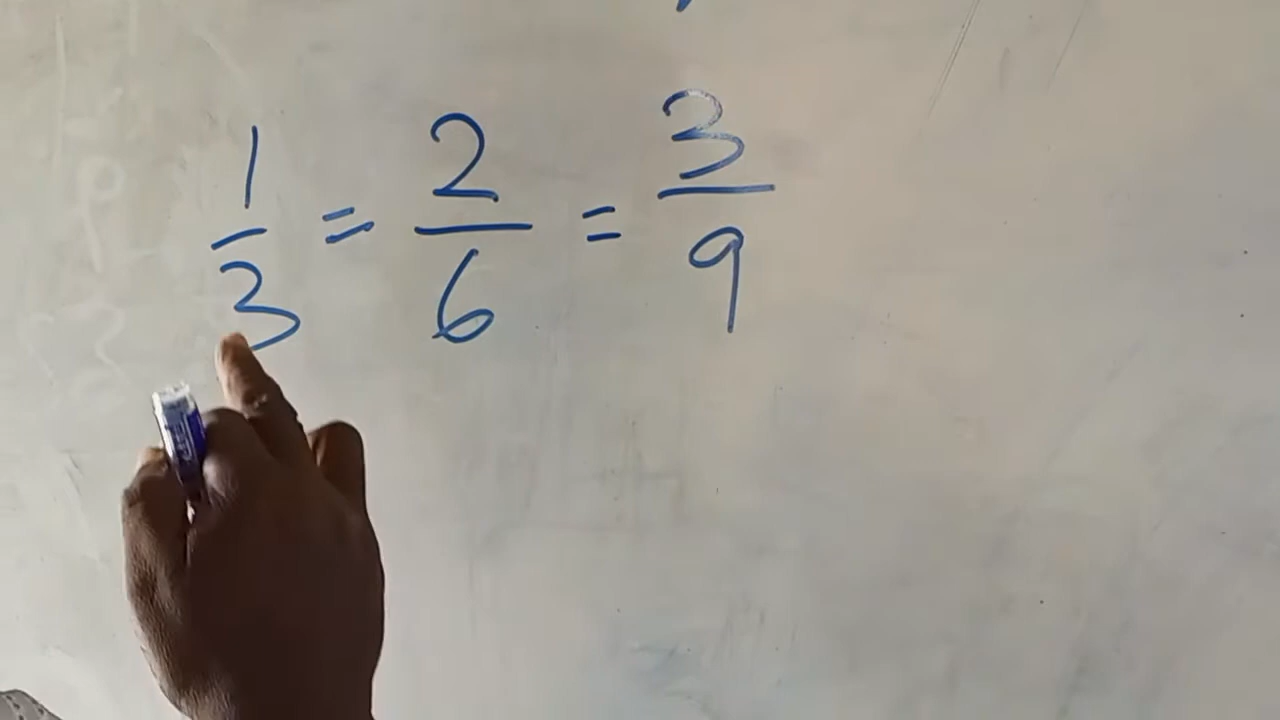 1/3 = 2/6 = 3/9